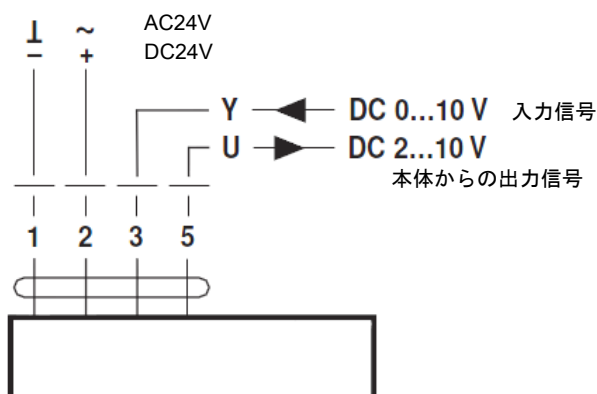 ⊥ ~ AC24V
− + DC24V
Y DC 0...10 V 入力信号
U DC 2...10 V
本体からの出力信号
1 2 3 5